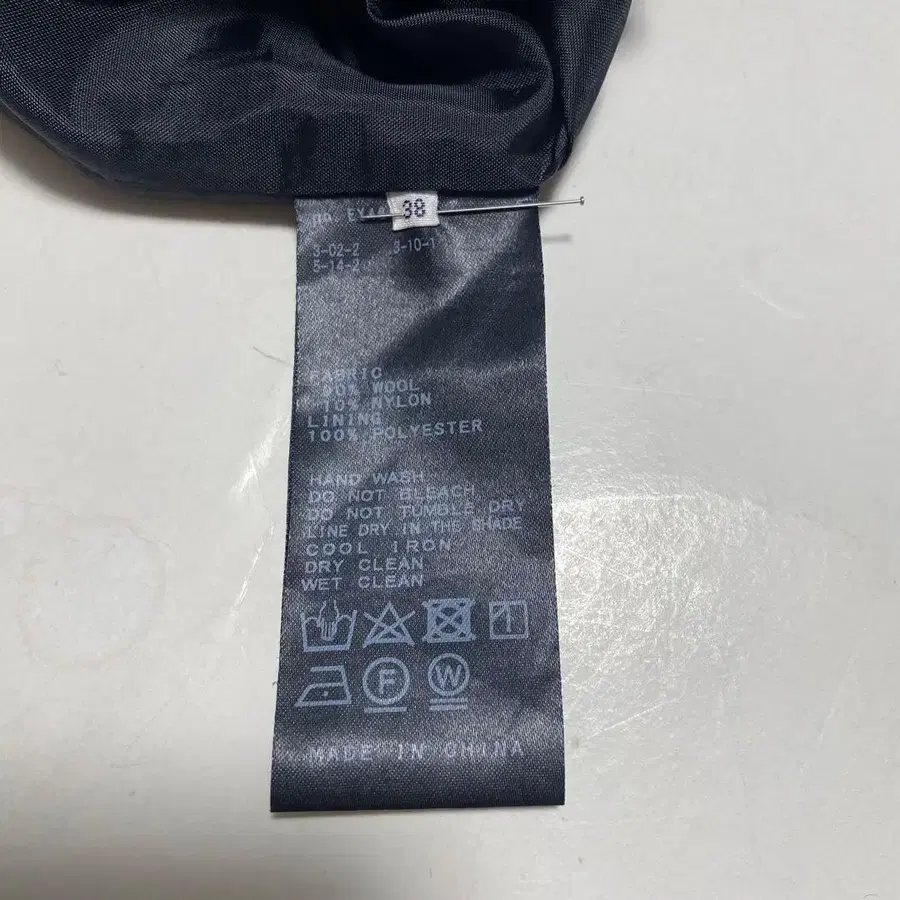 38
3-02-2 3-10-1
5-14-2
FABRIC
90% WOOL
10% NYLON
LINING
100% POLYESTER
HAND WASH
DO NOT BLEACH
DO NOT TUMBLE DRY
LINE DRY IN THE SHADE
COOL IRON
DRY CLEAN
WET CLEAN
F W
MADE IN CHINA